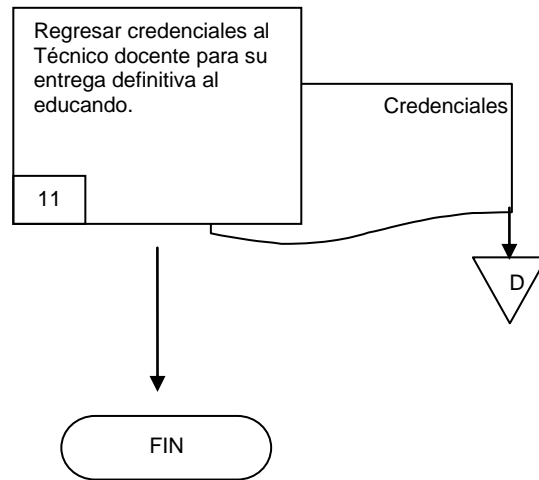 Regresar credenciales al
Técnico docente para su
entrega definitiva al
educando.
Credenciales
11
D
FIN